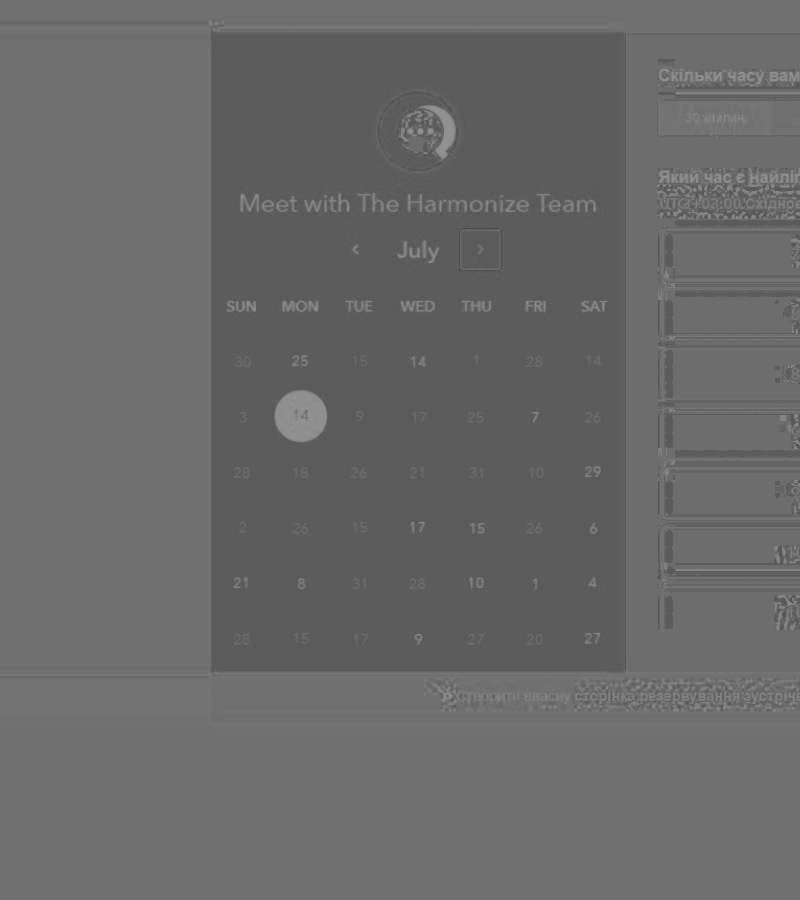 Meet with The Harmonize Team
July
SUN MON TUE WED THU FRI SAT
30 25 15 14 1 28 14
3 14 9 17 25 7 26
28 18 26 21 31 10 29
2 26 15 17 15 26 6
21 8 31 28 10 1 4
28 15 17 9 27 20 27
Скільки часу вам
30 хвилин
Який час є
UTC +03:00
Створити власну сторінка резервування